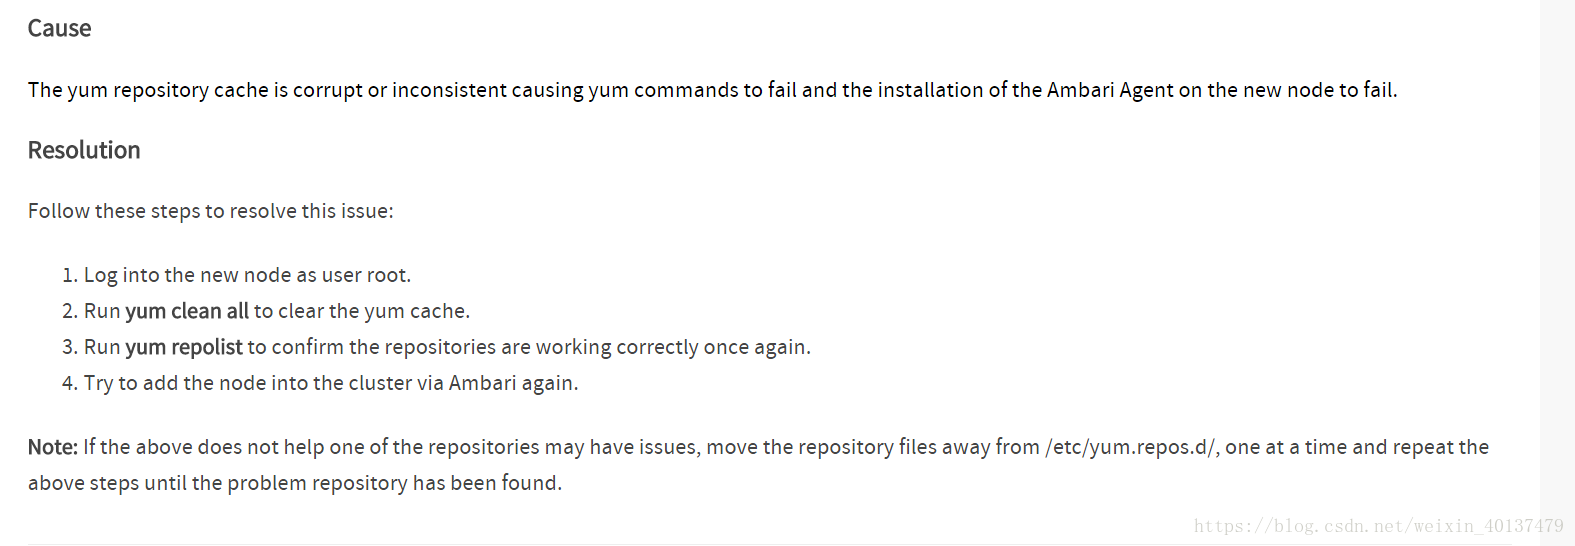 Cause
The yum repository cache is corrupt or inconsistent causing yum commands to fail and the installation of the Ambari Agent on the new node to fail.
Resolution
Follow these steps to resolve this issue:
1. Log into the new node as user root.
2. Run yum clean all to clear the yum cache.
3. Run yum repolist to confirm the repositories are working correctly once again.
4. Try to add the node into the cluster via Ambari again.
Note: If the above does not help one of the repositories may have issues, move the repository files away from /etc/yum.repos.d/, one at a time and repeat the
above steps until the problem repository has been found.
https://blog.csdn.net/weixin_40137479